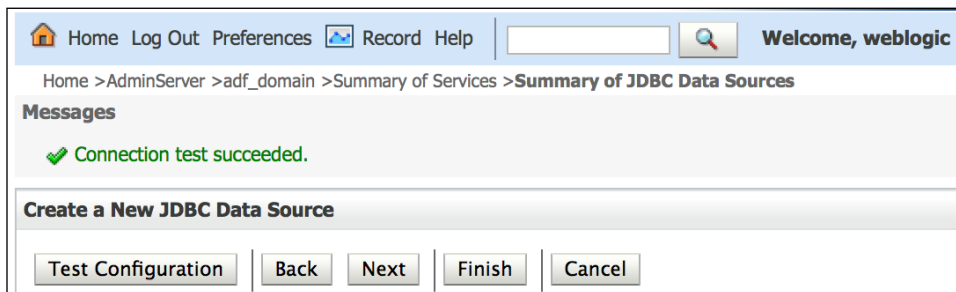 Home Log Out Preferences Record Help Welcome, weblogic
Home >AdminServer >adf_domain >Summary of Services >Summary of JDBC Data Sources
Messages
Connection test succeeded.
Create a New JDBC Data Source
Test Configuration Back Next Finish Cancel